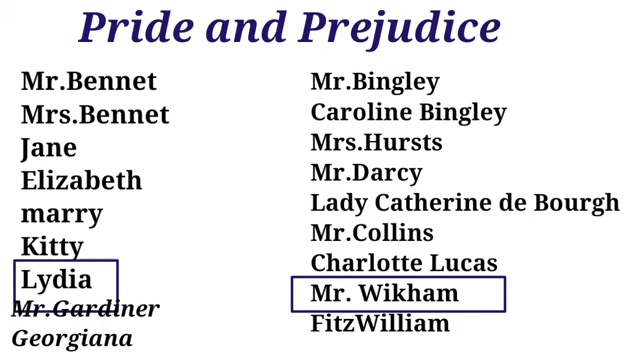 Pride and Prejudice
Mr.Bennet
Mrs.Bennet
Jane
Elizabeth
marry
Kitty
Lydia
Mr.Gardiner
Georgiana
Mr.Bingley
Caroline Bingley
Mrs.Hursts
Mr.Darcy
Lady Catherine de Bourgh
Mr.Collins
Charlotte Lucas
Mr. Wikham
FitzWilliam